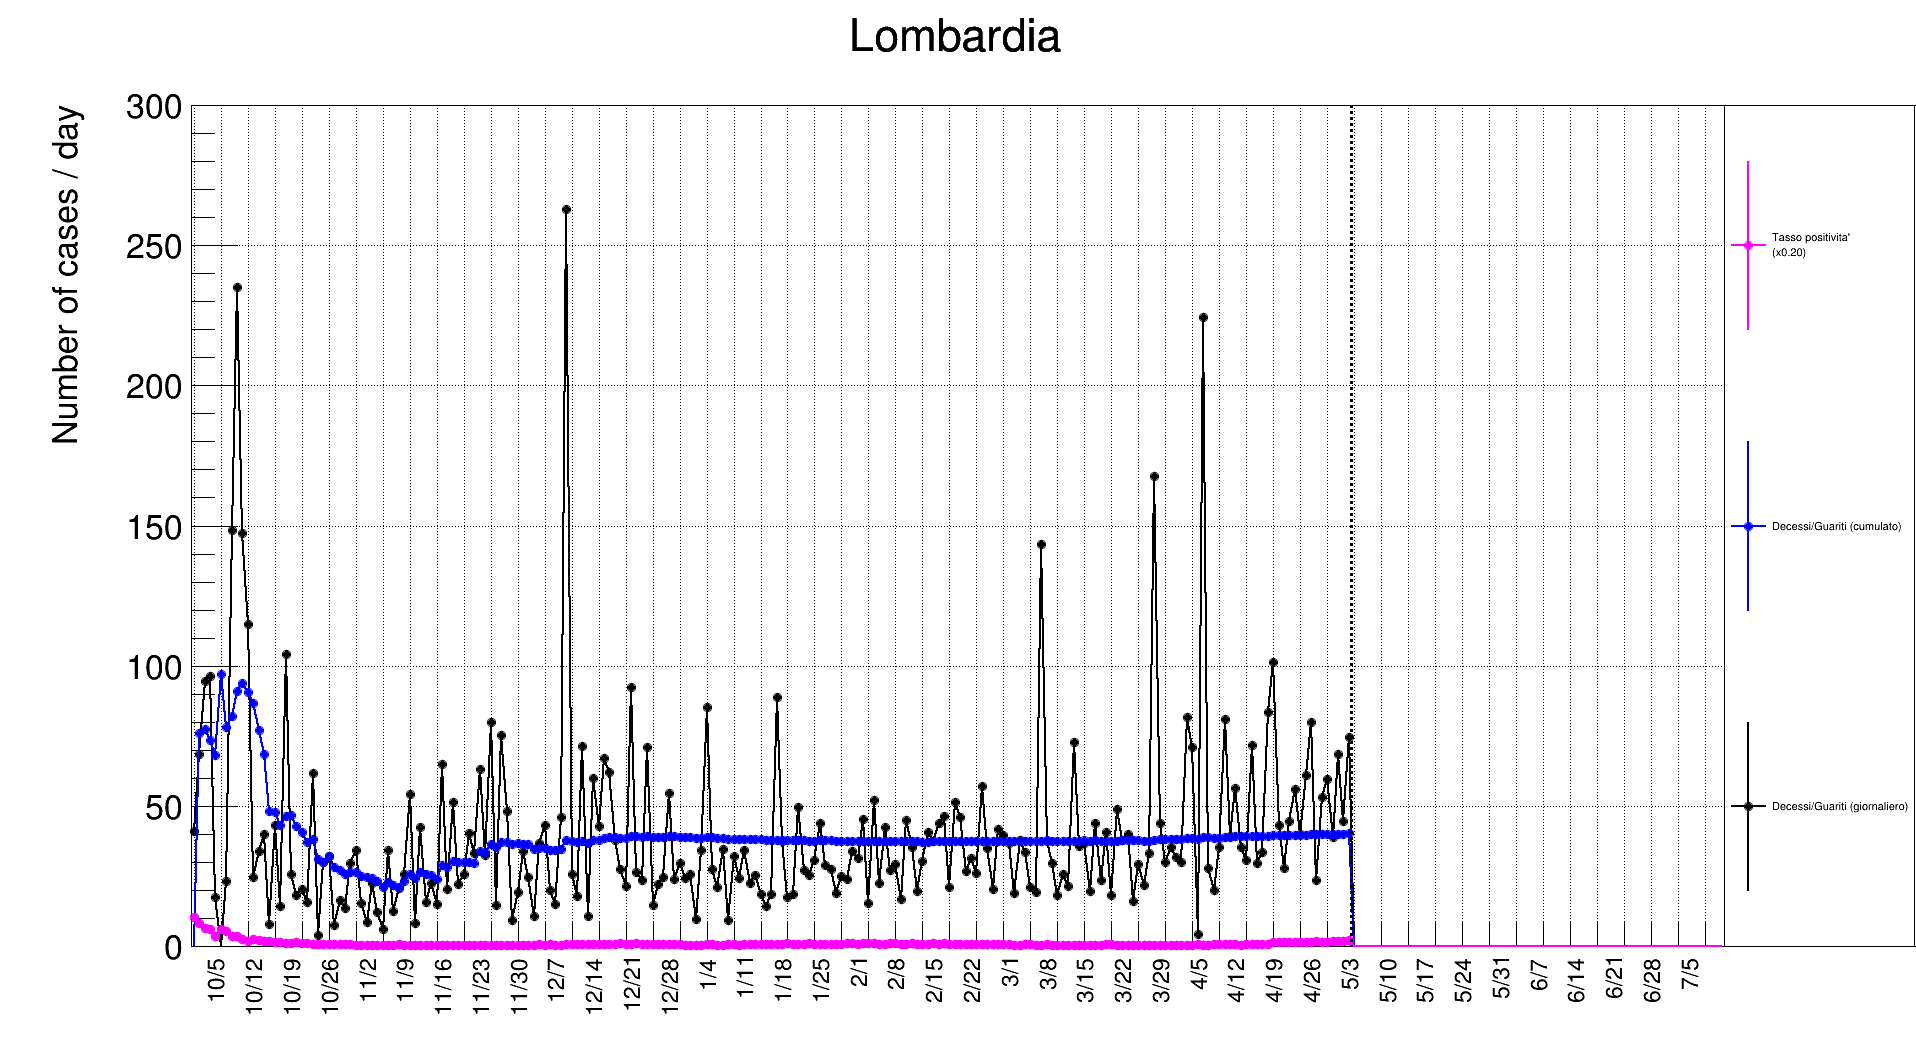 Lombardia
Number of cases / day
300
250
200
150
100
50
0
10/5 10/12 10/19 10/26 11/2 11/9 11/16 11/23 11/30 12/7 12/14 12/21 12/28 1/4 1/11 1/18 1/25 2/1 2/8 2/15 2/22 3/1 3/8 3/15 3/22 3/29 4/5 4/12 4/19 4/26 5/3 5/10 5/17 5/24 5/31 6/7 6/14 6/21 6/28 7/5
Tasso positivita'
(x0.20)
Decessi/Guariti (cumulato)
Decessi/Guariti (giornaliero)